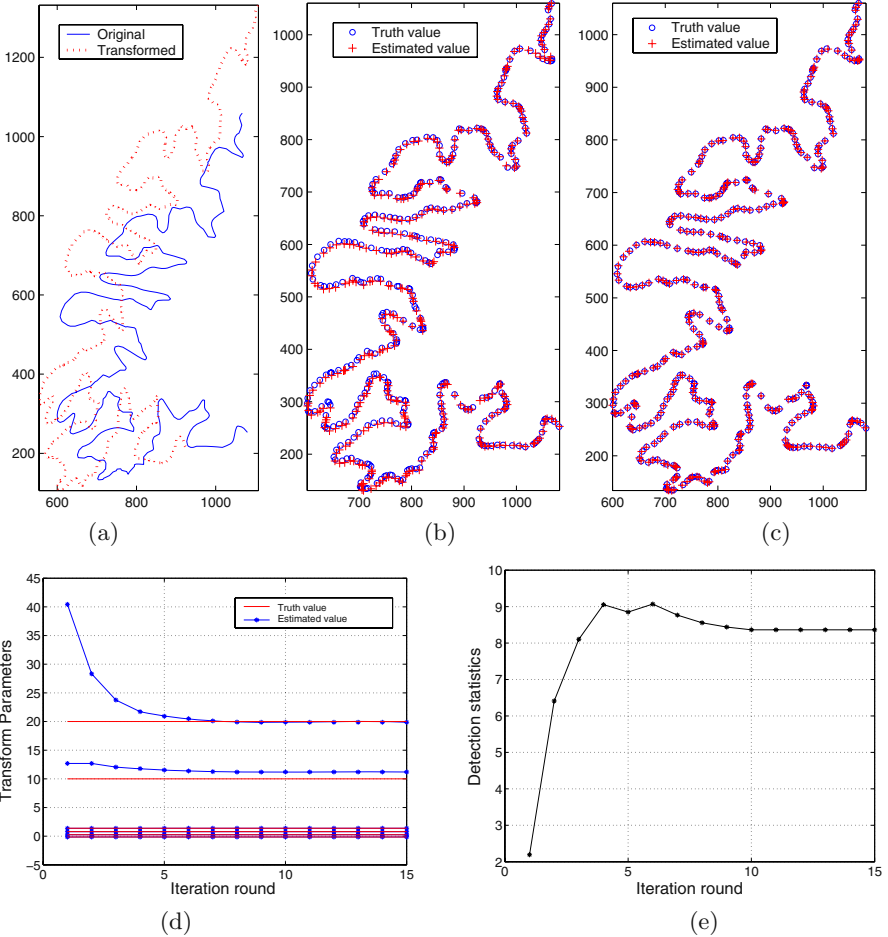 Original
Transformed
1200
1000
800
600
400
200
600 800 1000
(a)
Truth value
Estimated value
1000
900
800
700
600
500
400
300
200
700 800 900 1000
(b)
Truth value
Estimated value
1000
900
800
700
600
500
400
300
200
600 700 800 900 1000
(c)
Transform Parameters
45
40
35
30
25
20
15
10
5
0
−5
Truth value
Estimated value
0 5 10 15
Iteration round
(d)
Detection statistics
10
9
8
7
6
5
4
3
2
0 5 10 15
Iteration round
(e)